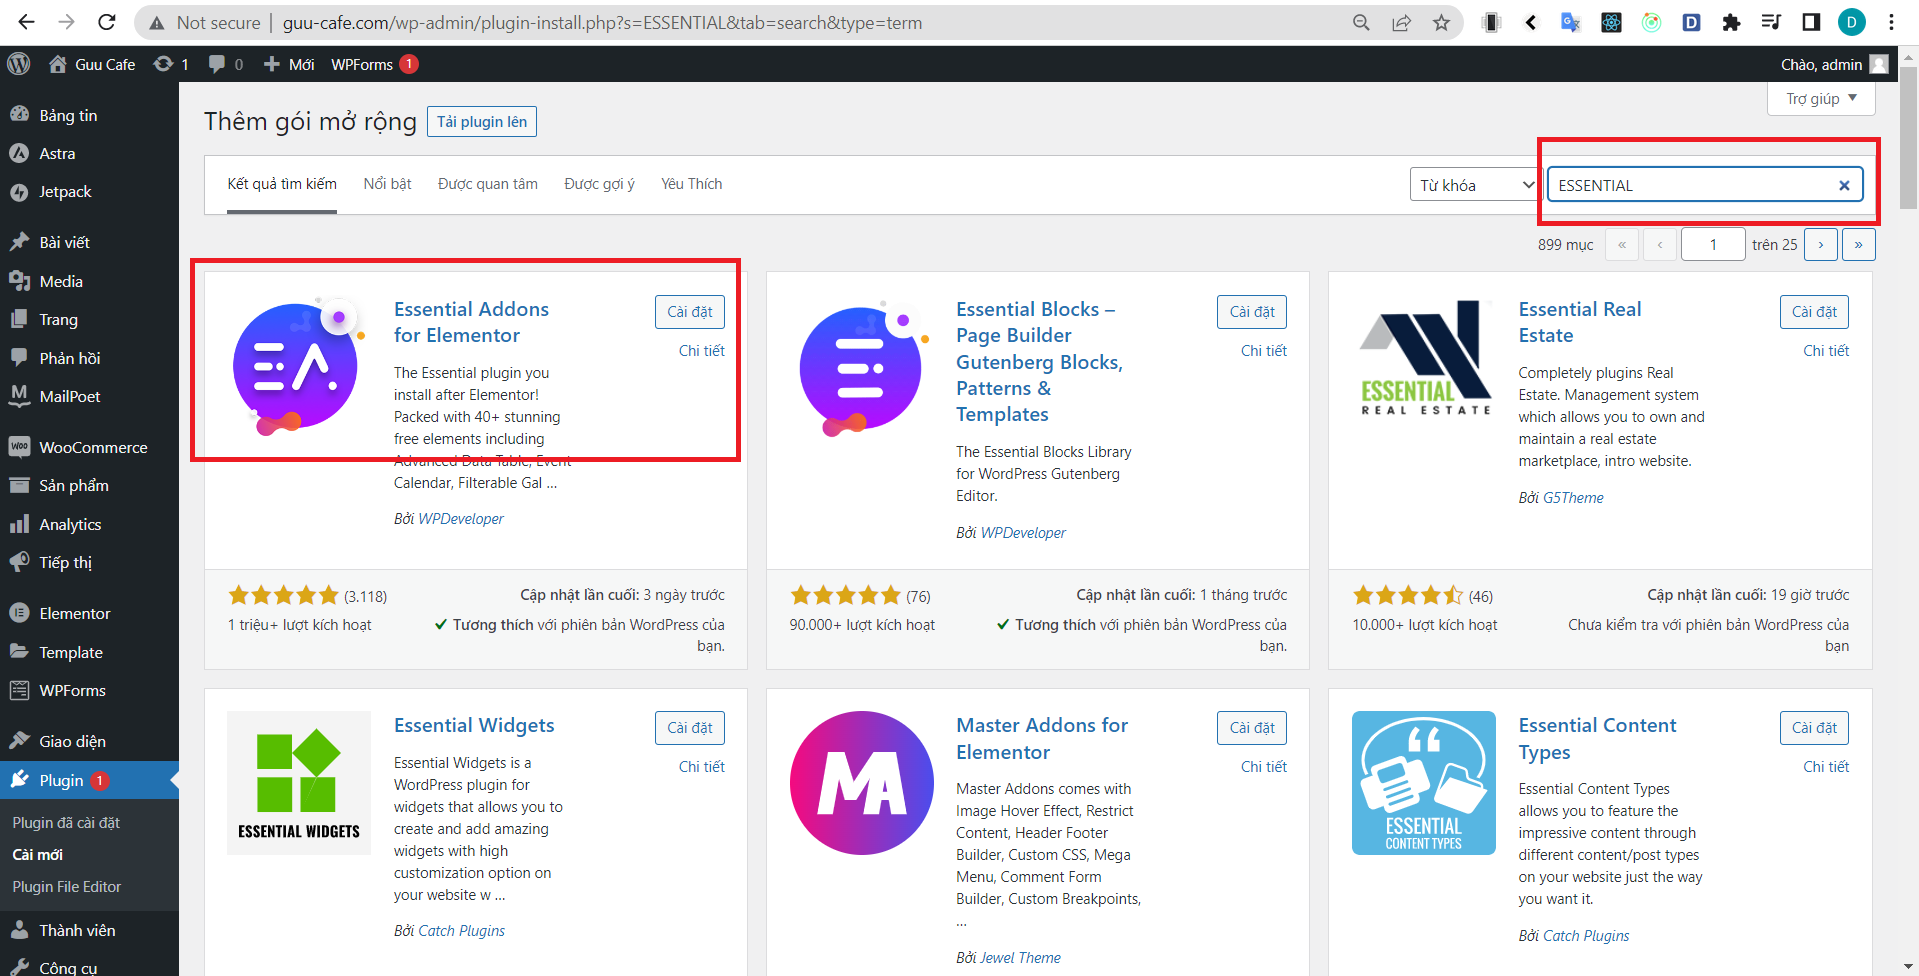 Not secure | guu-cafe.com/wp-admin/plugin-install.php?s=ESSENTIAL&tab=search&type=term
D
Guu Cafe 1 0 Mới WPForms 1
Chào, admin
Bảng tin
Astra
Jetpack
Bài viết
Media
Trang
Phản hồi
MailPoet
WooCommerce
Sản phẩm
Analytics
Tiếp thị
Elementor
Template
WPForms
Giao diện
Plugin 1
Plugin đã cài đặt
Cài mới
Plugin File Editor
Thành viên
Công cụ
Trợ giúp
Thêm gói mở rộng
Tải plugin lên
Kết quả tìm kiếm Nổi bật Được quan tâm Được gợi ý Yêu Thích
Từ khóa
ESSENTIAL
899 mục « ‹ 1 trên 25 › »
Essential Addons
for Elementor
Cài đặt
Chi tiết
The Essential plugin you
install after Elementor!
Packed with 40+ stunning
free elements including
Advanced Data Table, Event
Calendar, Filterable Gal ...
Bởi WPDeveloper
(3.118)
Cập nhật lần cuối: 3 ngày trước
1 triệu+ lượt kích hoạt
Tương thích với phiên bản WordPress của
bạn.
Essential Blocks –
Page Builder
Gutenberg Blocks,
Patterns &
Templates
Cài đặt
Chi tiết
The Essential Blocks Library
for WordPress Gutenberg
Editor.
Bởi WPDeveloper
(76)
Cập nhật lần cuối: 1 tháng trước
90.000+ lượt kích hoạt
Tương thích với phiên bản WordPress của
bạn.
ESSENTIAL
REAL ESTATE
Essential Real
Estate
Cài đặt
Chi tiết
Completely plugins Real
Estate. Management system
which allows you to own and
maintain a real estate
marketplace, intro website.
Bởi G5Theme
(46)
Cập nhật lần cuối: 19 giờ trước
10.000+ lượt kích hoạt
Chưa kiểm tra với phiên bản WordPress của
bạn
ESSENTIAL WIDGETS
Essential Widgets
Cài đặt
Chi tiết
Essential Widgets is a
WordPress plugin for
widgets that allows you to
create and add amazing
widgets with high
customization option on
your website w ...
Bởi Catch Plugins
MA
Master Addons for
Elementor
Cài đặt
Chi tiết
Master Addons comes with
Image Hover Effect, Restrict
Content, Header Footer
Builder, Custom CSS, Mega
Menu, Comment Form
Builder, Custom Breakpoints,
...
Bởi Jewel Theme
ESSENTIAL
CONTENT TYPES
Essential Content
Types
Cài đặt
Chi tiết
Essential Content Types
allows you to feature the
impressive content through
different content/post types
on your website just the way
you want it.
Bởi Catch Plugins